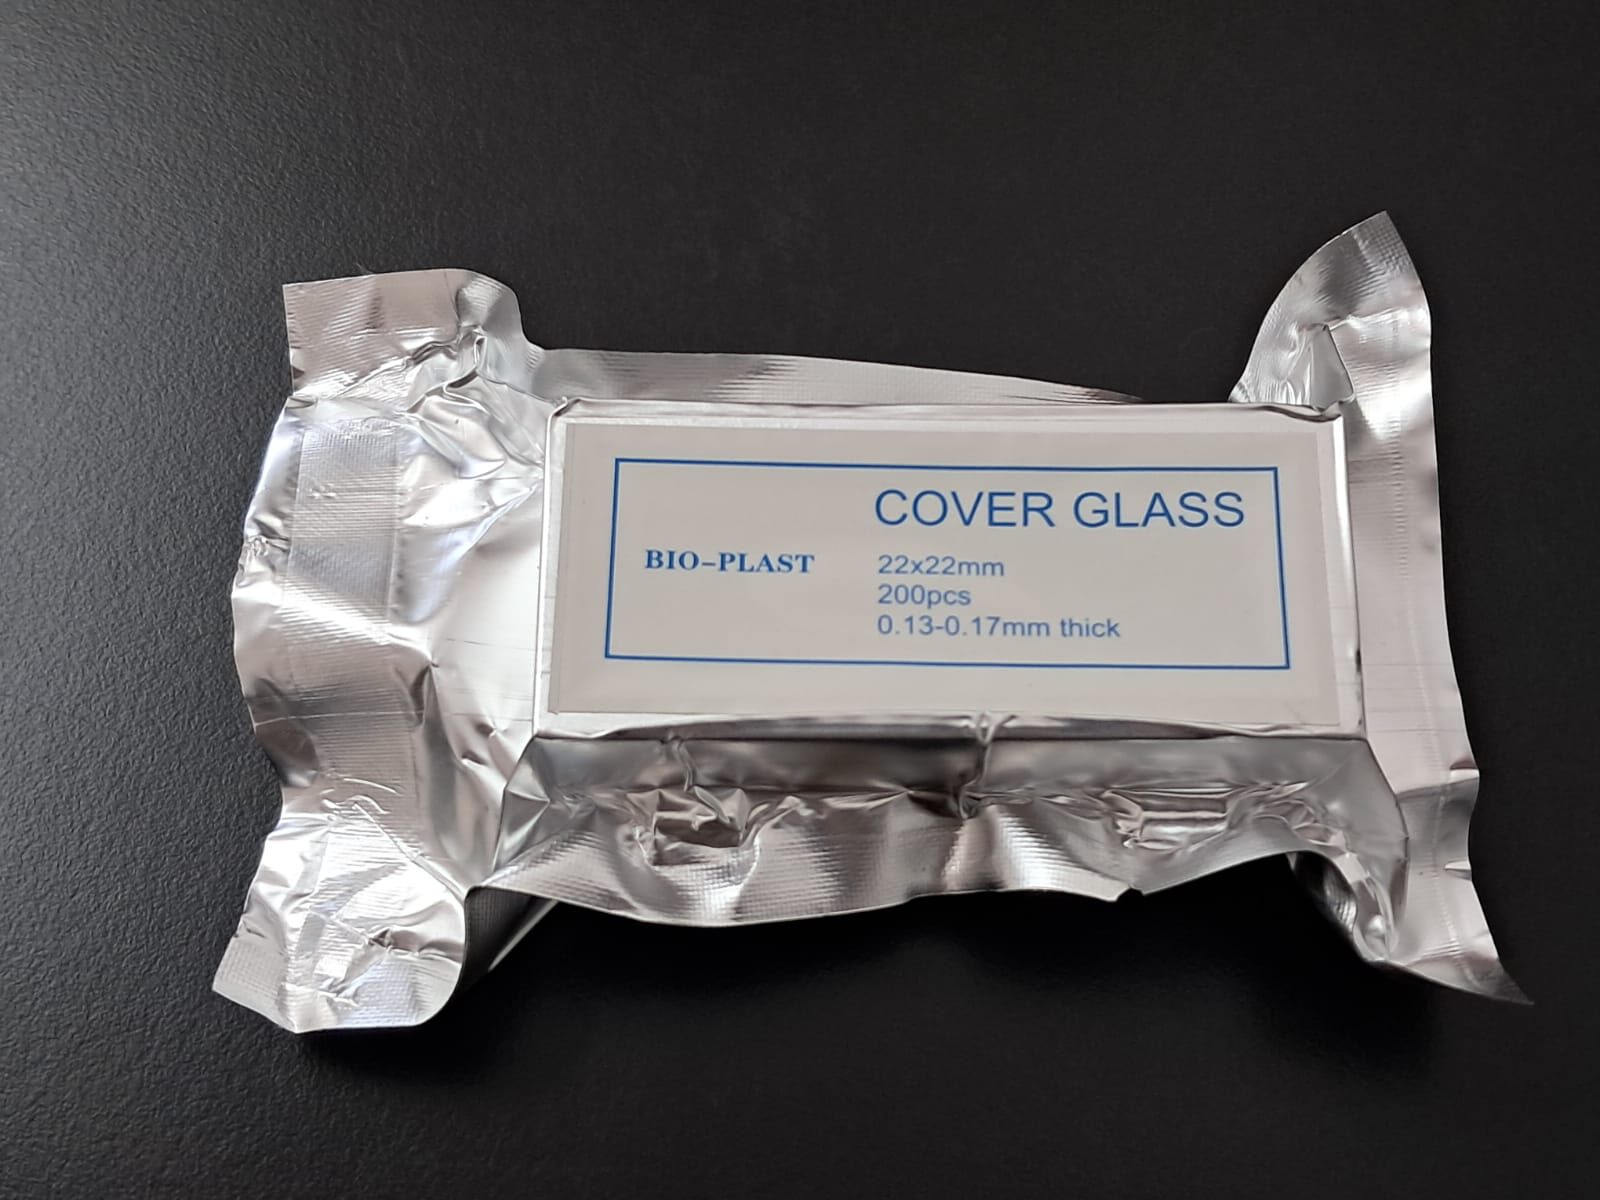 COVER GLASS
BIO-PLAST
22x22mm
200pcs
0.13-0.17mm thick